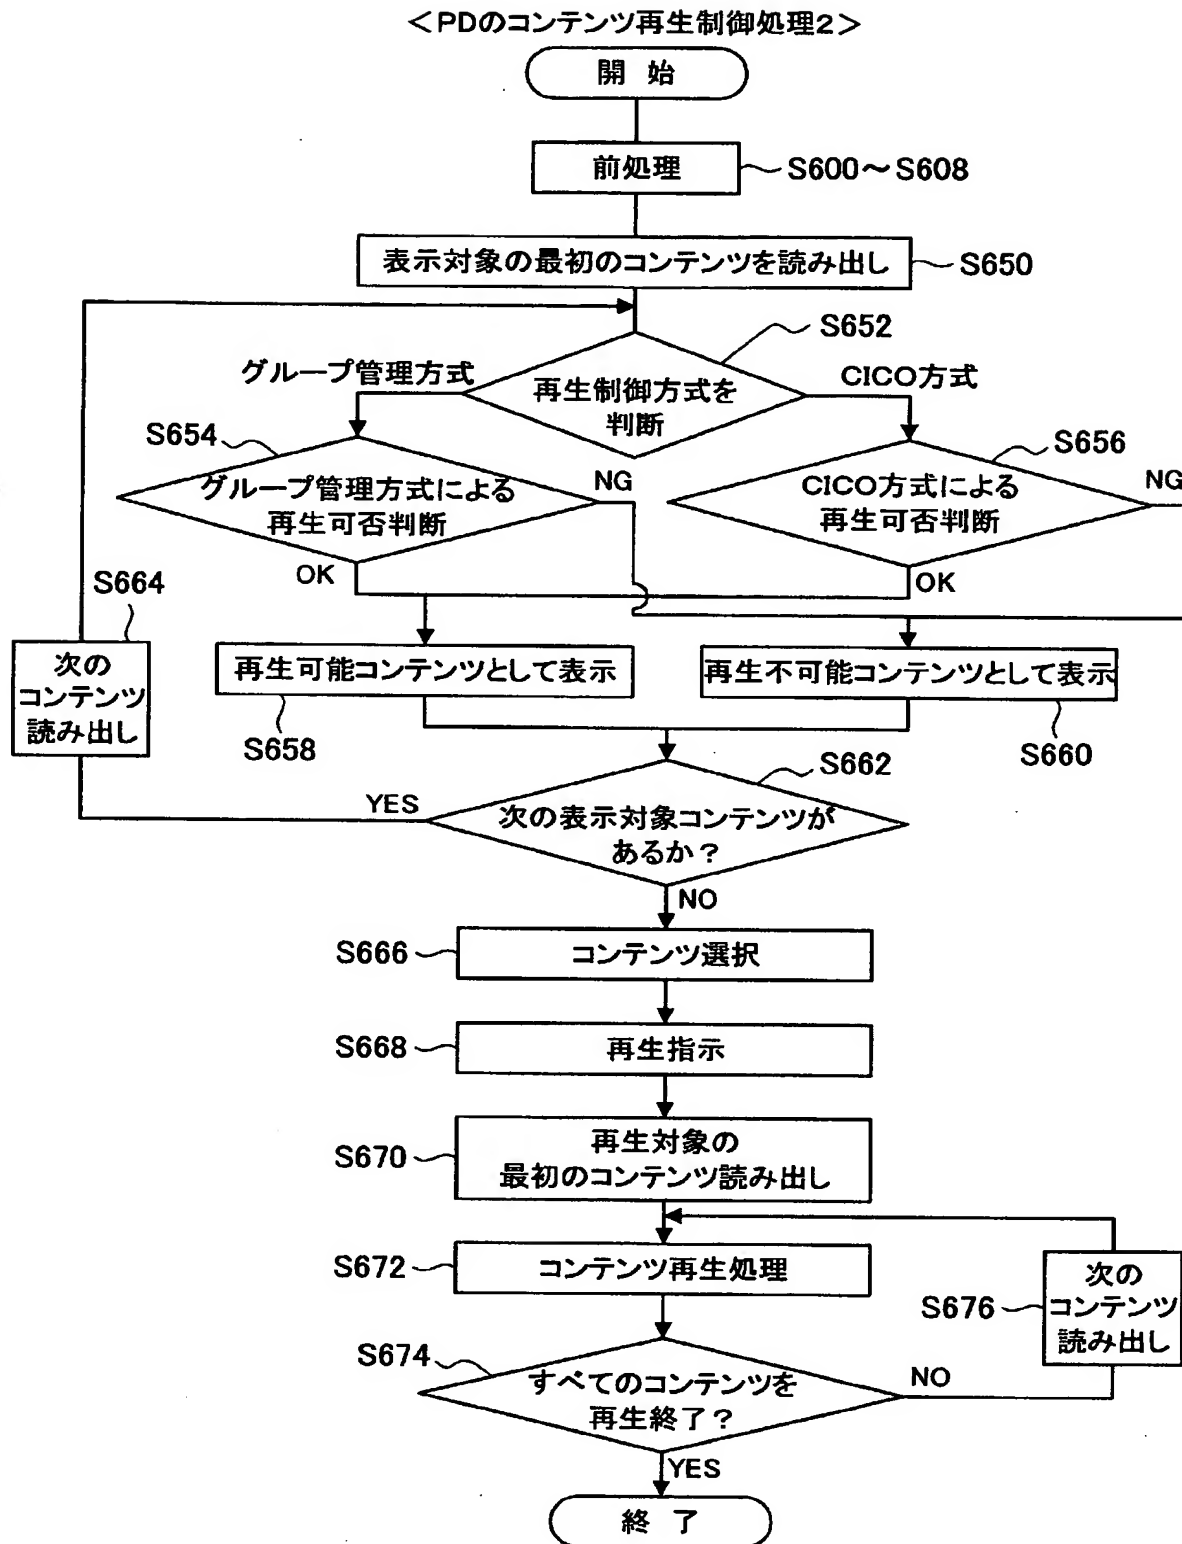 ＜PDのコンテンツ再生制御処理2＞
開 始
前処理
S600～S608
表示対象の最初のコンテンツを読み出し
S650
S652
グループ管理方式
再生制御方式を
判断
CICO方式
S654
S656
グループ管理方式による
再生可否判断
NG
CICO方式による
再生可否判断
NG
OK
OK
S664
次の
コンテンツ
読み出し
再生可能コンテンツとして表示
再生不可能コンテンツとして表示
S658
S660
S662
YES
次の表示対象コンテンツが
あるか？
NO
S666
コンテンツ選択
S668
再生指示
S670
再生対象の
最初のコンテンツ読み出し
S672
コンテンツ再生処理
S676
次の
コンテンツ
読み出し
S674
すべてのコンテンツを
再生終了？
NO
YES
終 了